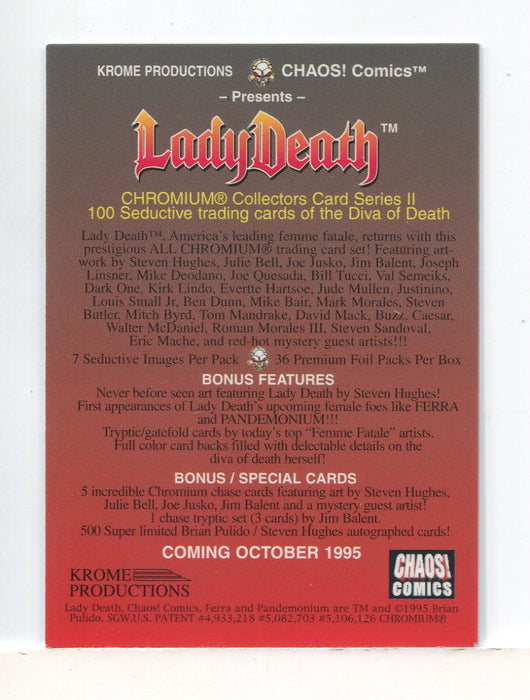 KROME PRODUCTIONS CHAOS! Comics™
– Presents –
Lady Death™
CHROMIUM® Collectors Card Series II
100 Seductive trading cards of the Diva of Death
Lady Death™, America's leading femme fatale, returns with this
prestigious ALL CHROMIUM® trading card set! Featuring art-
work by Steven Hughes, Julie Bell, Joe Jusko, Jim Balent, Joseph
Linsner, Mike Deodano, Joe Quesada, Bill Tucci, Val Semeiks,
Dark One, Kirk Lindo, Evertte Hartsoe, Jude Mullen, Justinino,
Louis Small Jr, Ben Dunn, Mike Bair, Mark Morales, Steven
Butler, Mitch Byrd, Tom Mandrake, David Mack, Buzz, Caesar,
Walter McDaniel, Roman Morales III, Steven Sandoval,
Eric Mache, and red-hot mystery guest artists!!!
7 Seductive Images Per Pack 36 Premium Foil Packs Per Box
BONUS FEATURES
Never before seen art featuring Lady Death by Steven Hughes!
First appearances of Lady Death's upcoming female foes like FERRA
and PANDEMONIUM!!!
Tryptic/gatefold cards by today's top "Femme Fatale" artists.
Full color card backs filled with delectable details on the
diva of death herself!
BONUS / SPECIAL CARDS
5 incredible Chromium chase cards featuring art by Steven Hughes,
Julie Bell, Joe Jusko, Jim Balent and a mystery guest artist!
1 chase tryptic set (3 cards) by Jim Balent.
500 Super limited Brian Pulido / Steven Hughes autographed cards!
COMING OCTOBER 1995
KROME
PRODUCTIONS
CHAOS!
COMICS
Lady Death, Chaos! Comics, Ferra and Pandemonium are TM and ©1995 Brian
Pulido. SGW,U.S. PATENT #4,933,218 #5,082,703 #5,106,126 CHROMIUM®